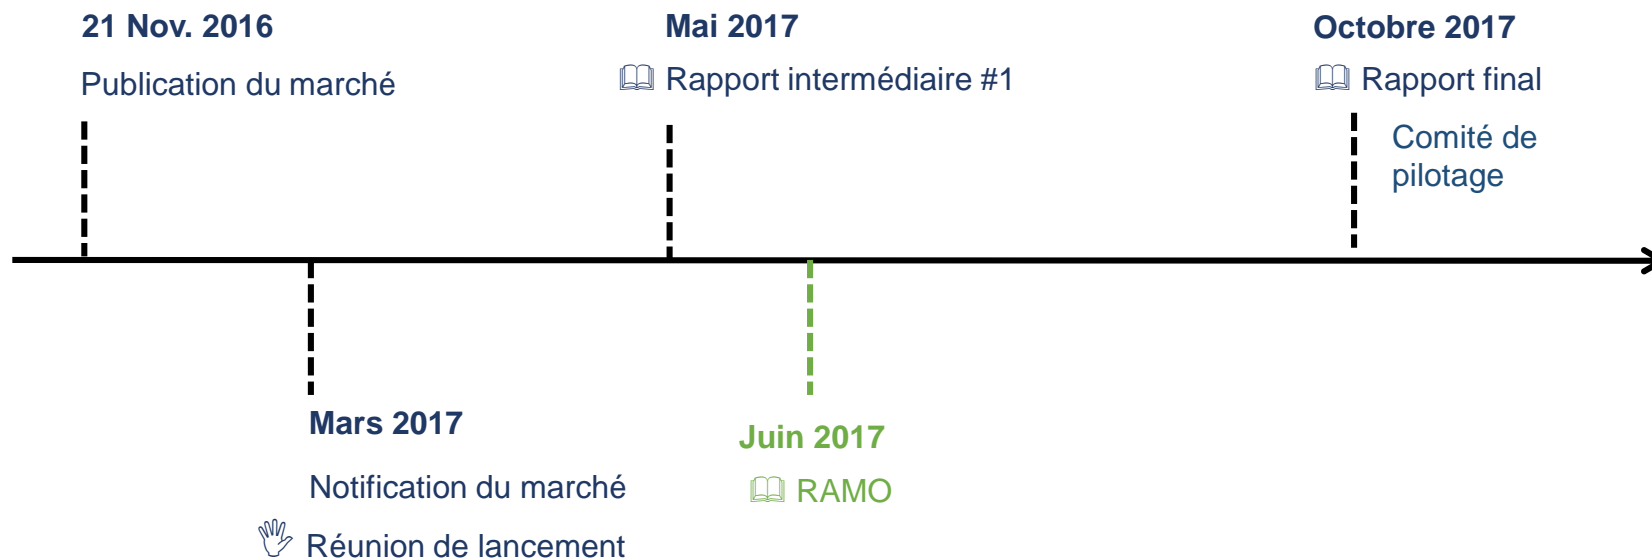 21 Nov. 2016
Publication du marché
Mai 2017
🕮 Rapport intermédiaire #1
Octobre 2017
🕮 Rapport final
Comité de
pilotage
Mars 2017
Notification du marché
🖑 Réunion de lancement
Juin 2017
🕮 RAMO